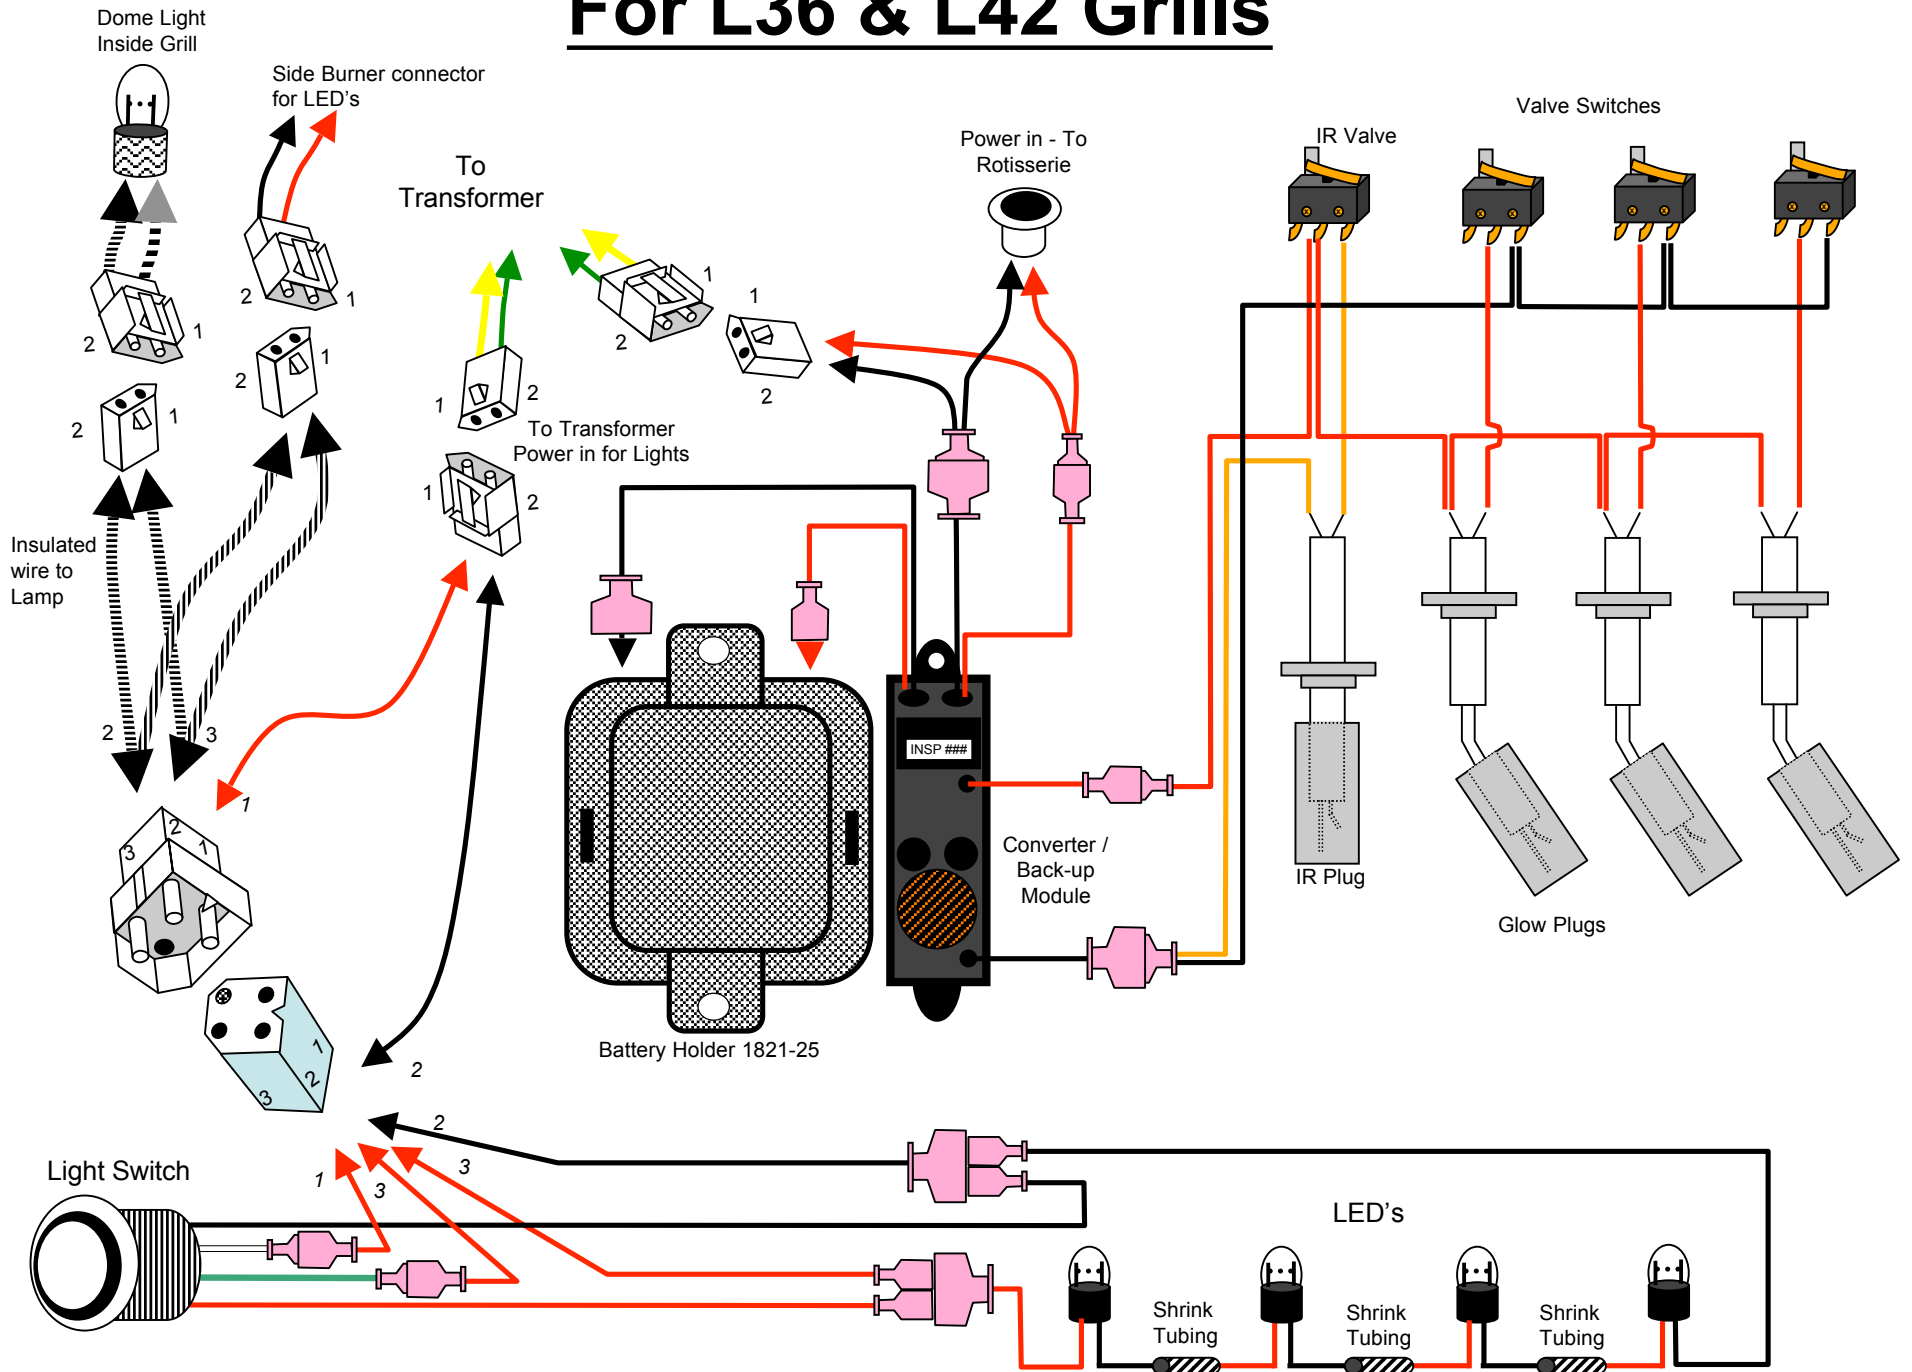 For L36 & L42 Grills
Dome Light
Inside Grill
Side Burner connector
for LED's
To
Transformer
Power in - To
Rotisserie
IR Valve
Valve Switches
1
2
1
2
1
2
1
2
2
1
2
1
1
2
To Transformer
Power in for Lights
1
2
Insulated
wire to
Lamp
2
3
1
INSP ###
Converter /
Back-up
Module
IR Plug
Glow Plugs
2
3
1
Battery Holder 1821-25
1
2
3
2
2
3
1
3
Light Switch
LED's
Shrink
Tubing
Shrink
Tubing
Shrink
Tubing